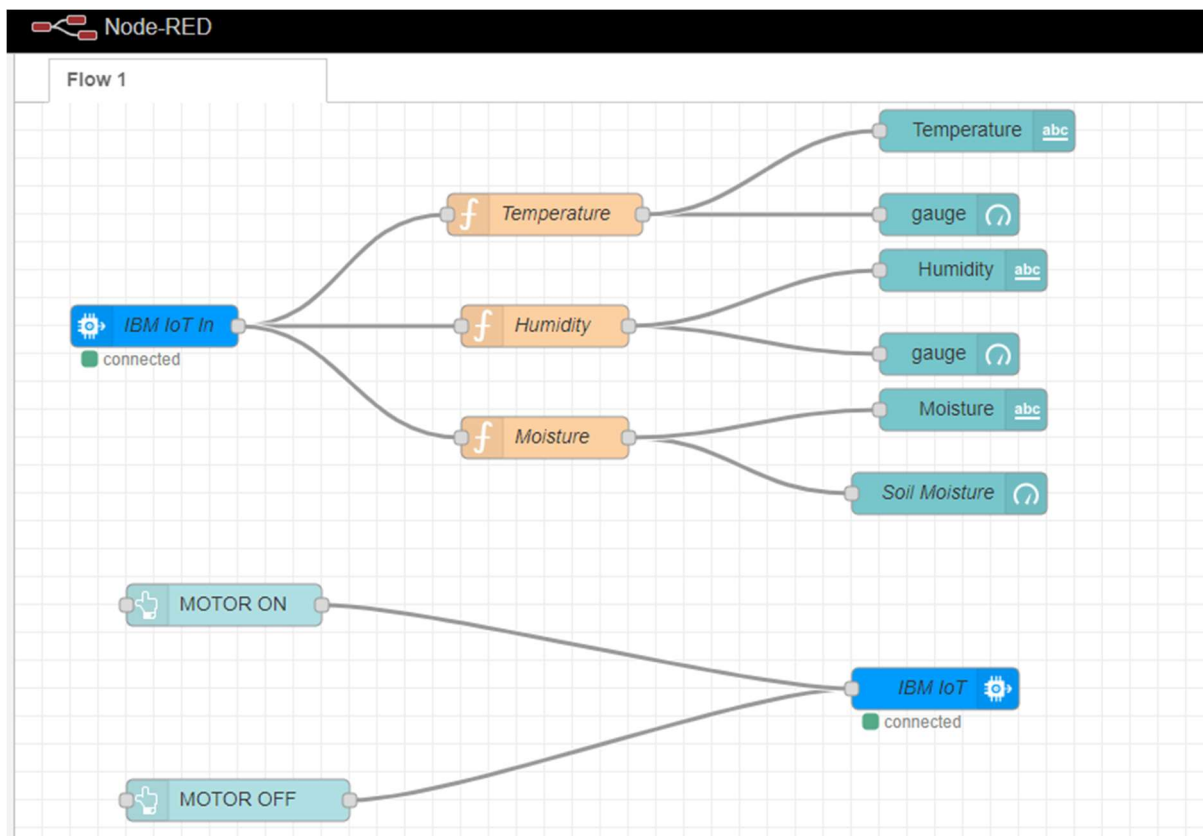 Node-RED
Flow 1
Temperature abc
Temperature
gauge
Humidity abc
IBM IoT In
connected
Humidity
gauge
Moisture abc
Moisture
Soil Moisture
MOTOR ON
IBM IoT
connected
MOTOR OFF